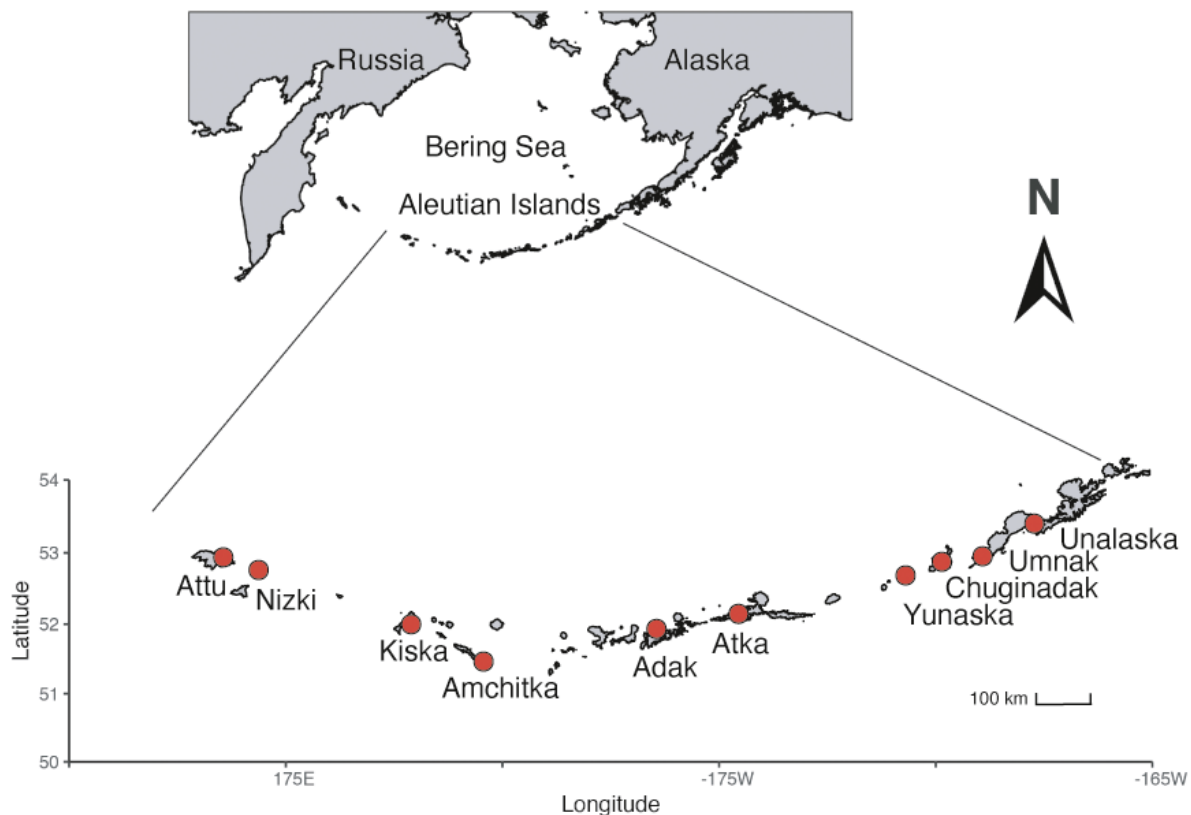 Russia
Alaska
Bering Sea
Aleutian Islands
N
54
53
52
51
50
Latitude
Attu
Nizki
Kiska
Amchitka
Adak
Atka
Yunaska
Chuginadak
Umnak
Unalaska
100 km
175E
-175W
-165W
Longitude